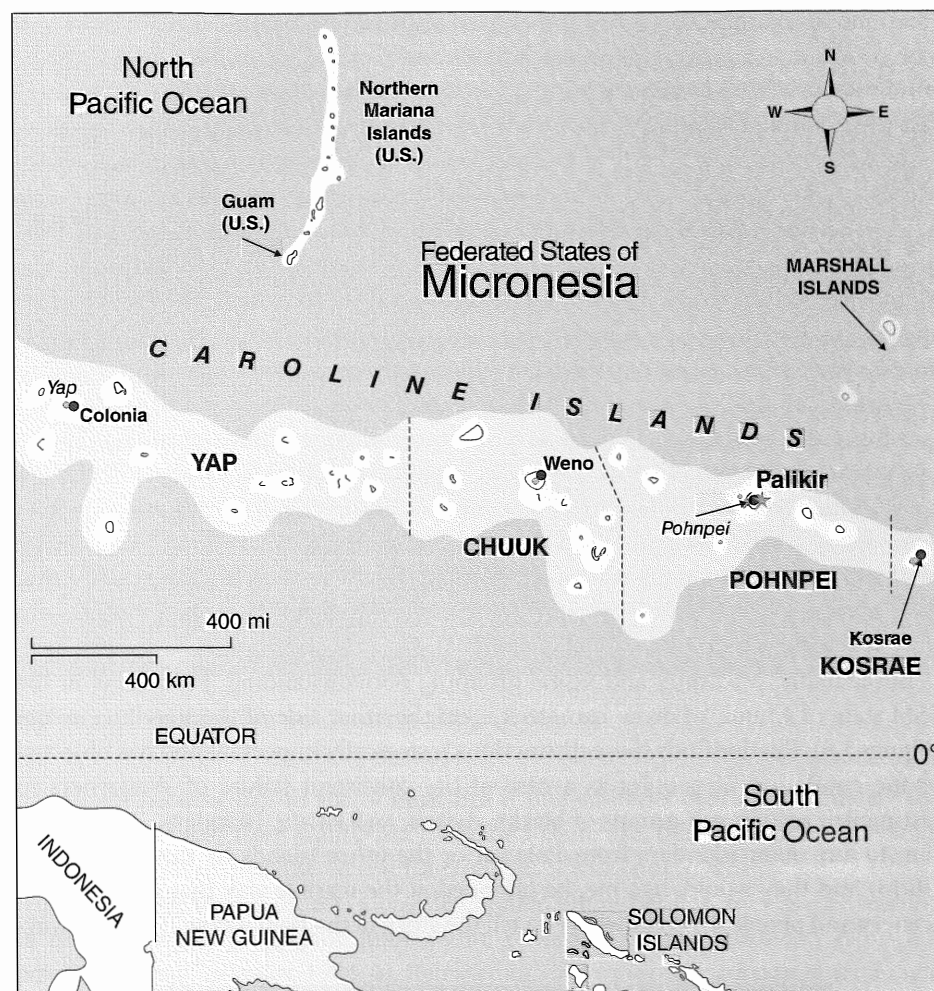 North
Pacific Ocean
Northern
Mariana
Islands
(U.S.)
N
W
E
S
Guam
(U.S.)
Federated States of
Micronesia
MARSHALL
ISLANDS
CAROLINE ISLANDS
Yap
Colonia
YAP
Weno
Palikir
Pohnpei
CHUUK
POHNPEI
Kosrae
KOSRAE
400 mi
400 km
EQUATOR
0°
South
Pacific Ocean
INDONESIA
PAPUA
NEW GUINEA
SOLOMON
ISLANDS